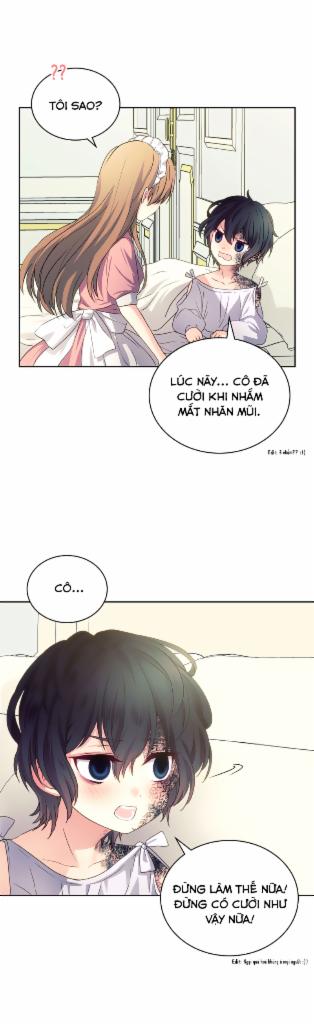 ??
TÔI SAO?
LÚC NÃY... CÔ ĐÃ
CƯỜI KHI NHẮM
MẮT NHĂN MŨI.
CÔ...
ĐỪNG LÀM THẾ NỮA!
ĐỪNG CÓ CƯỜI NHƯ
VẬY NỮA!